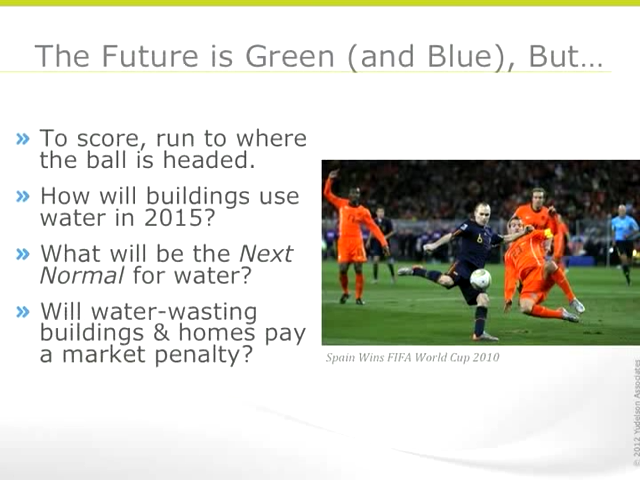 The Future is Green (and Blue), But…
» To score, run to where
the ball is headed.
» How will buildings use
water in 2015?
» What will be the Next
Normal for water?
» Will water-wasting
buildings & homes pay
a market penalty?
6
Spain Wins FIFA World Cup 2010
© 2012 Yudelson Associates